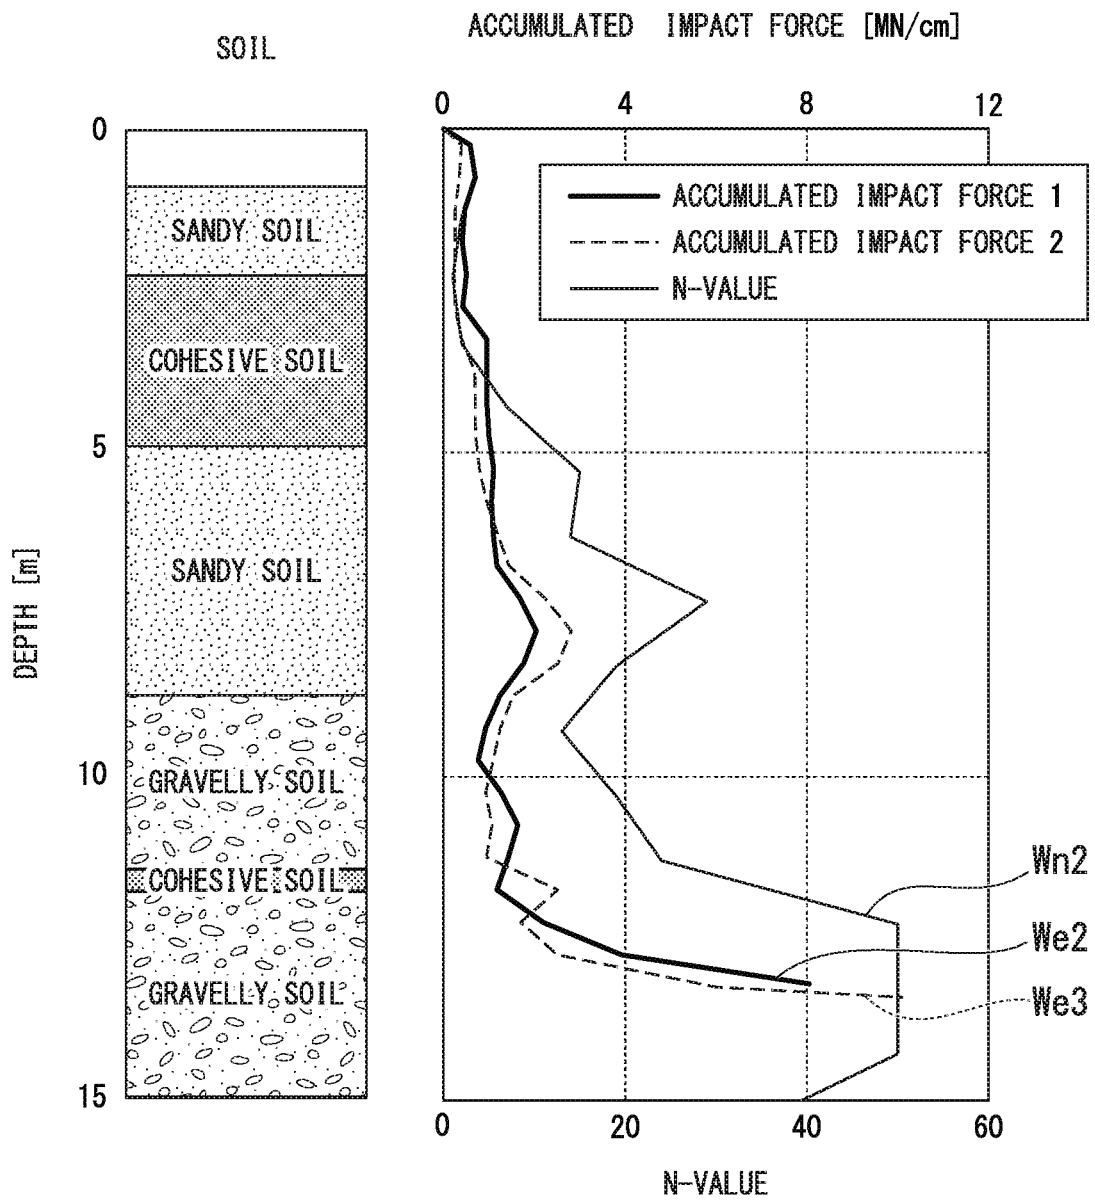 SOIL
ACCUMULATED IMPACT FORCE [MN/cm]
0 4 8 12
0
ACCUMULATED IMPACT FORCE 1
ACCUMULATED IMPACT FORCE 2
N-VALUE
SANDY SOIL
COHESIVE SOIL
5
DEPTH [m]
SANDY SOIL
10
GRAVELLY SOIL
COHESIVE SOIL
GRAVELLY SOIL
Wn2
We2
We3
15
0 20 40 60
N-VALUE